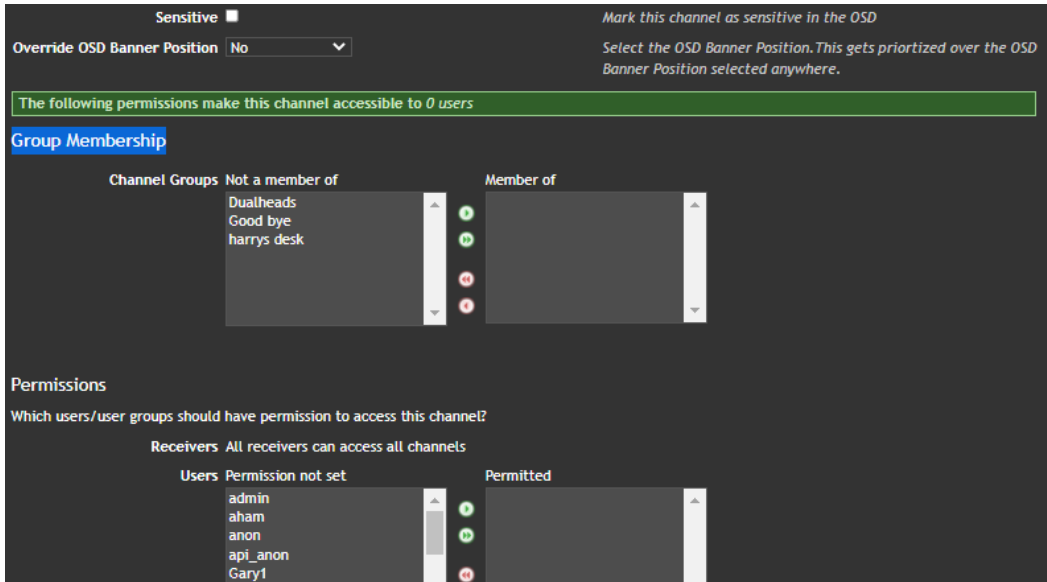 Sensitive Mark this channel as sensitive in the OSD
Override OSD Banner Position No Select the OSD Banner Position.This gets priortized over the OSD
Banner Position selected anywhere.
The following permissions make this channel accessible to 0 users
Group Membership
Channel Groups Not a member of Member of
Dualheads
Good bye
harrys desk
Permissions
Which users/user groups should have permission to access this channel?
Receivers All receivers can access all channels
Users Permission not set Permitted
admin
aham
anon
api_anon
Gary1